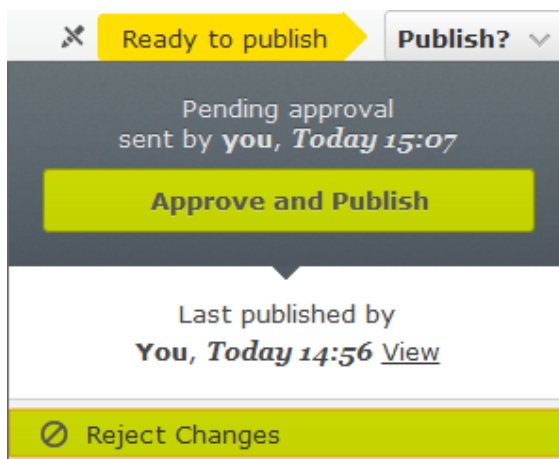 Ready to publish
Publish?
Pending approval
sent by you, Today 15:07
Approve and Publish
Last published by
You, Today 14:56 View
Reject Changes